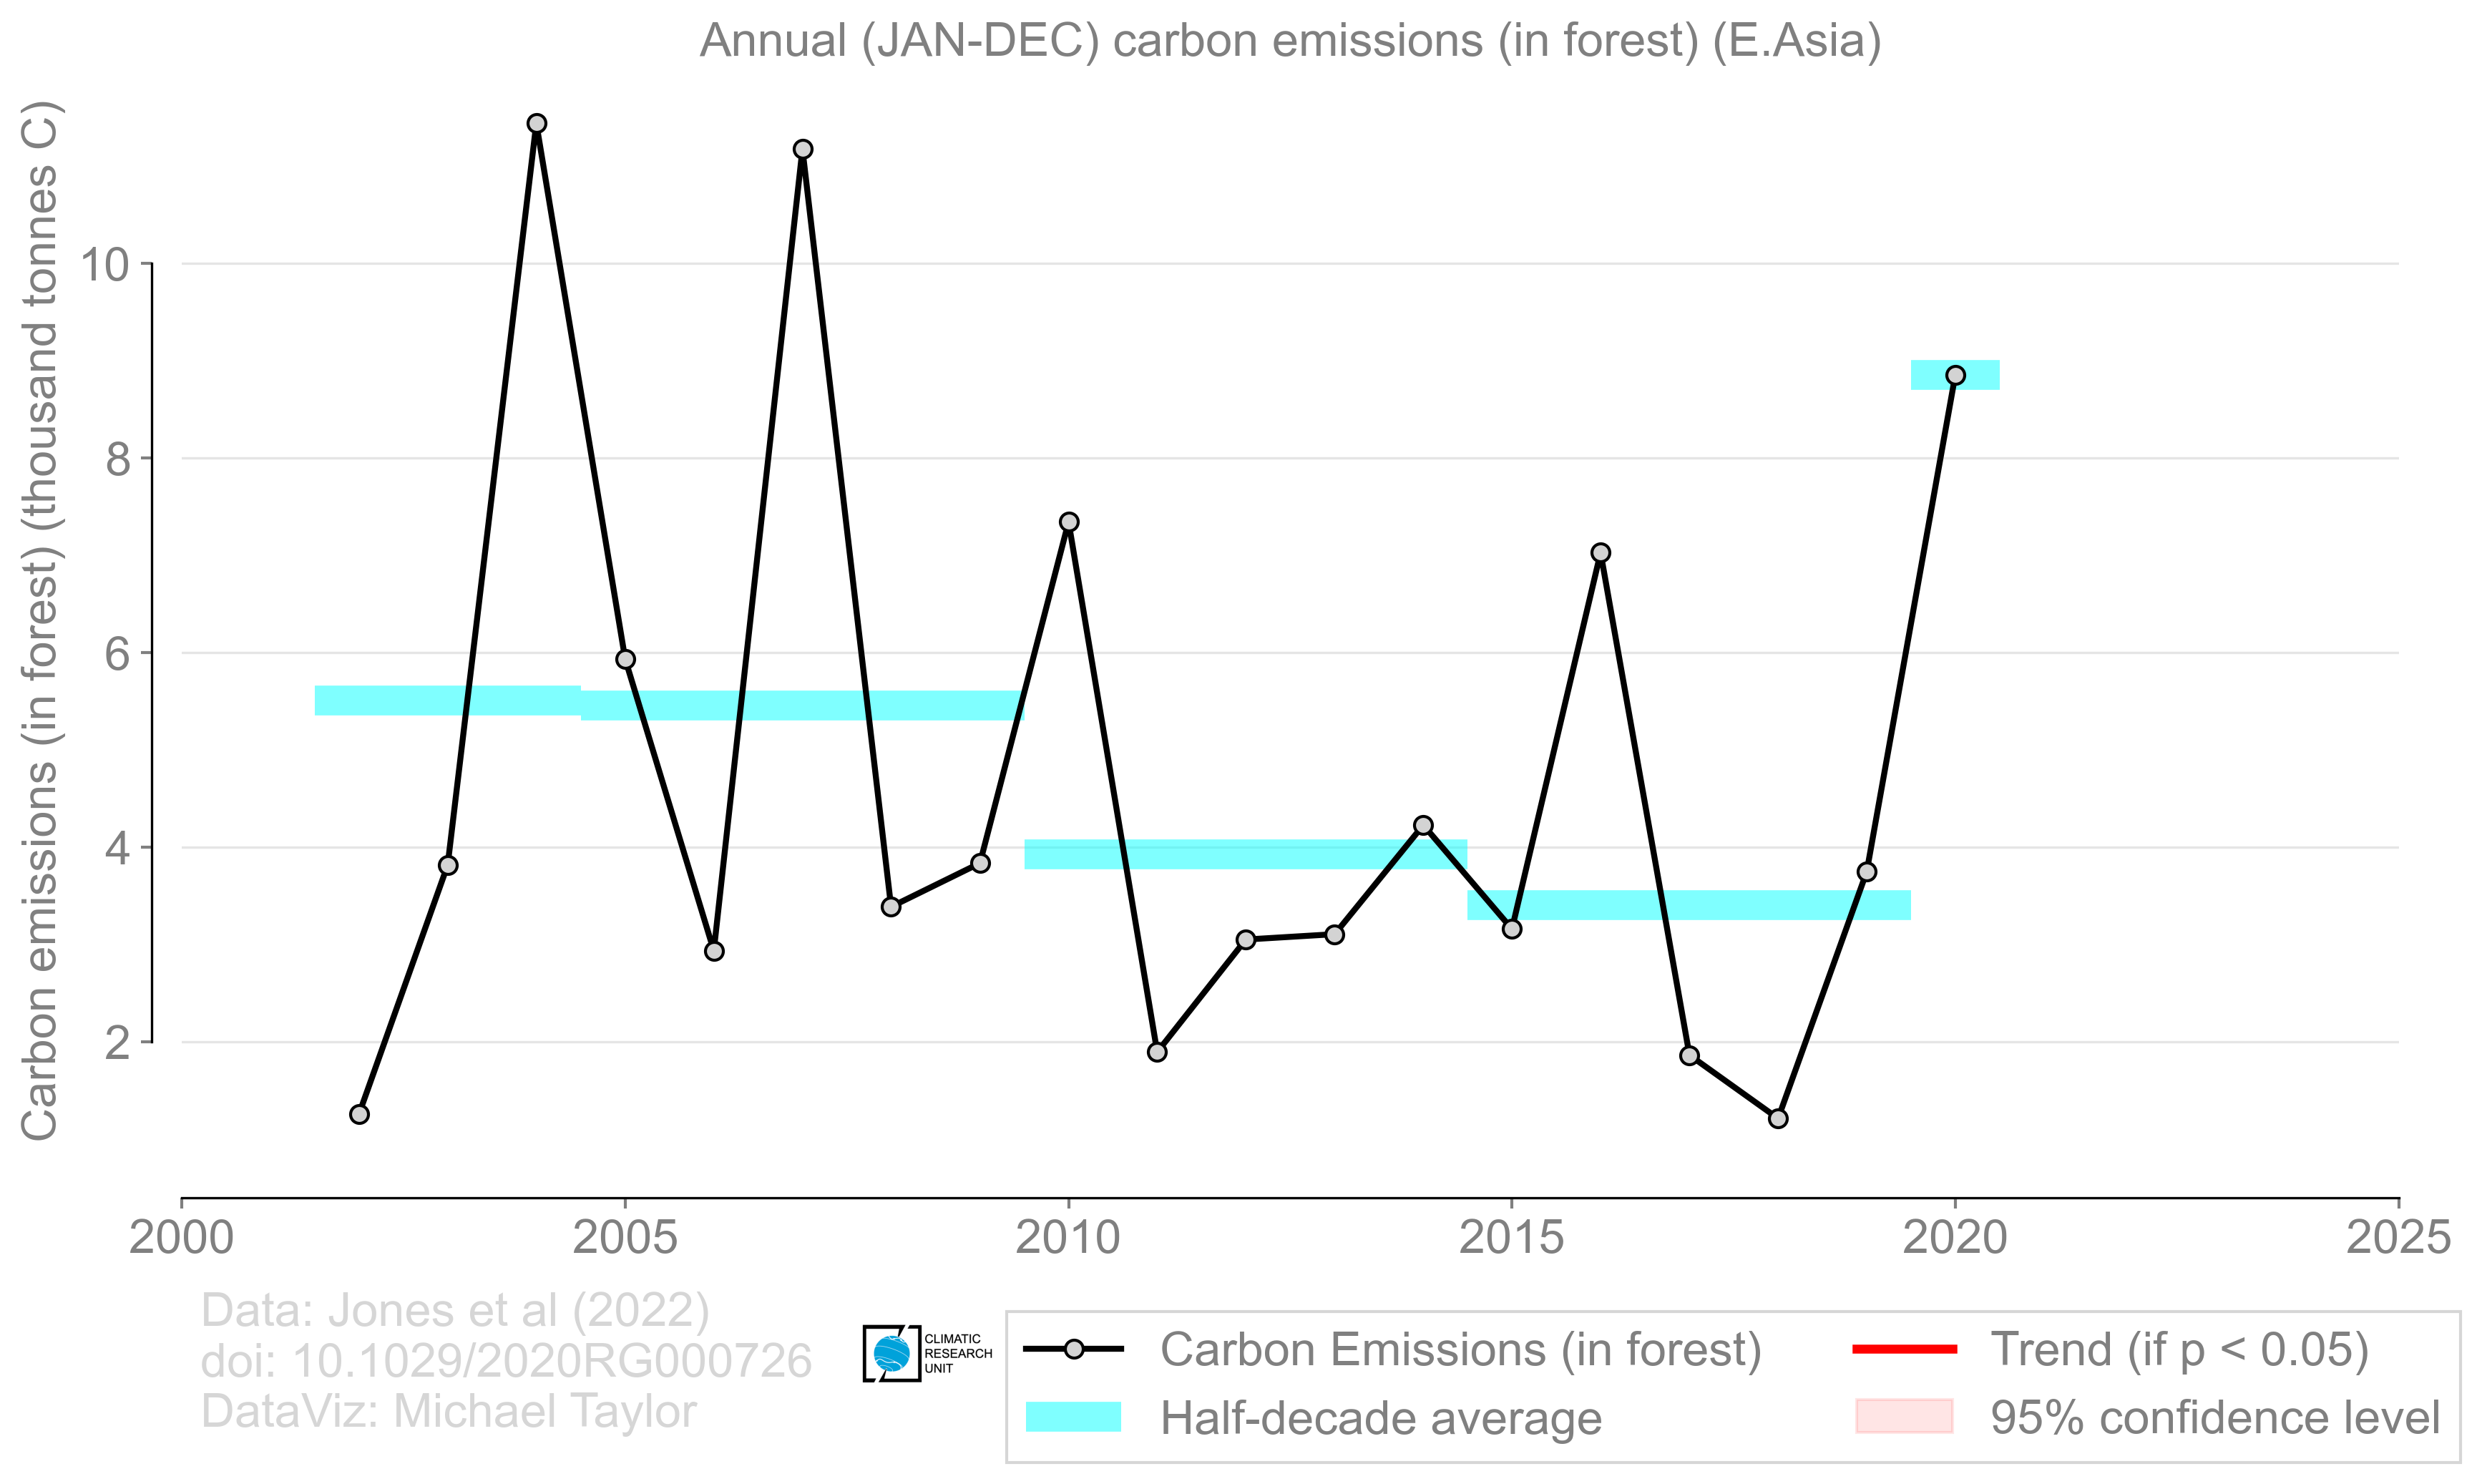 Annual (JAN-DEC) carbon emissions (in forest) (E.Asia)
Carbon emissions (in forest) (thousand tonnes C)
10
8
6
4
2
2000
2005
2010
2015
2020
2025
Data: Jones et al (2022)
doi: 10.1029/2020RG000726
DataViz: Michael Taylor
CLIMATIC
RESEARCH
UNIT
Carbon Emissions (in forest)
Half-decade average
Trend (if p < 0.05)
95% confidence level